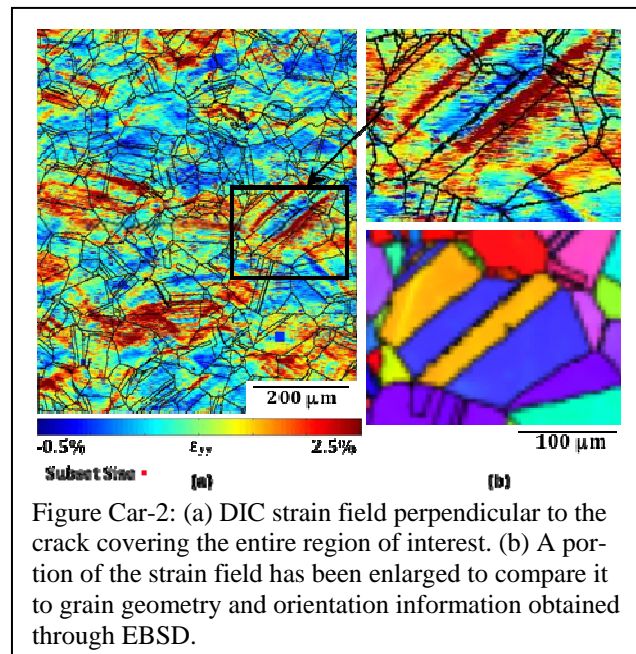 200 μm
-0.5% εyy 2.5%
Subset Size
(a)
100 μm
(b)
Figure Car-2: (a) DIC strain field perpendicular to the
crack covering the entire region of interest. (b) A por-
tion of the strain field has been enlarged to compare it
to grain geometry and orientation information obtained
through EBSD.